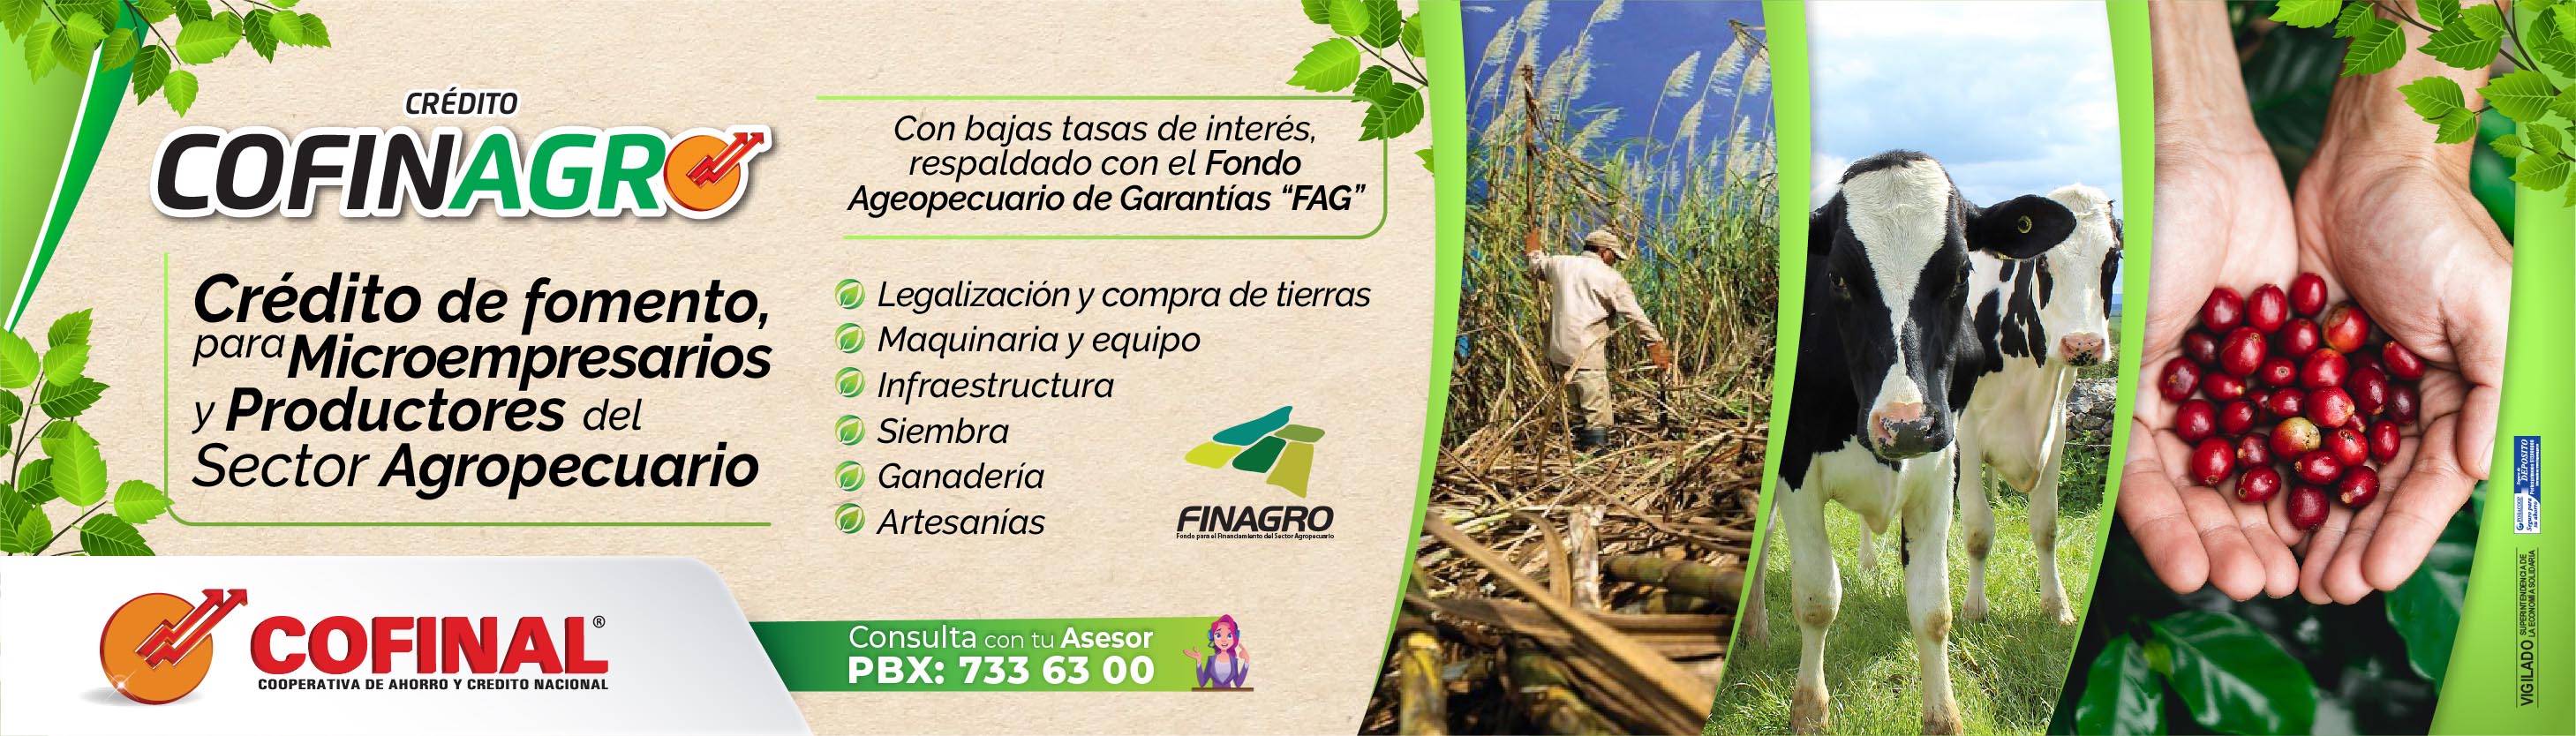 CRÉDITO
COFINAGRO
Crédito de fomento,
para Microempresarios
y Productores del
Sector Agropecuario
Con bajas tasas de interés,
respaldado con el Fondo
Ageopecuario de Garantías “FAG”
Legalización y compra de tierras
Maquinaria y equipo
Infraestructura
Siembra
Ganadería
Artesanías
FINAGRO
Fondo para el Financiamiento del Sector Agropecuario
COFINAL®
COOPERATIVA DE AHORRO Y CREDITO NACIONAL
Consulta con tu Asesor
PBX: 733 63 00
DEPOSITO
VIGILADO SUPERINTENDENCIA DE
LA ECONOMIA SOLIDARIA